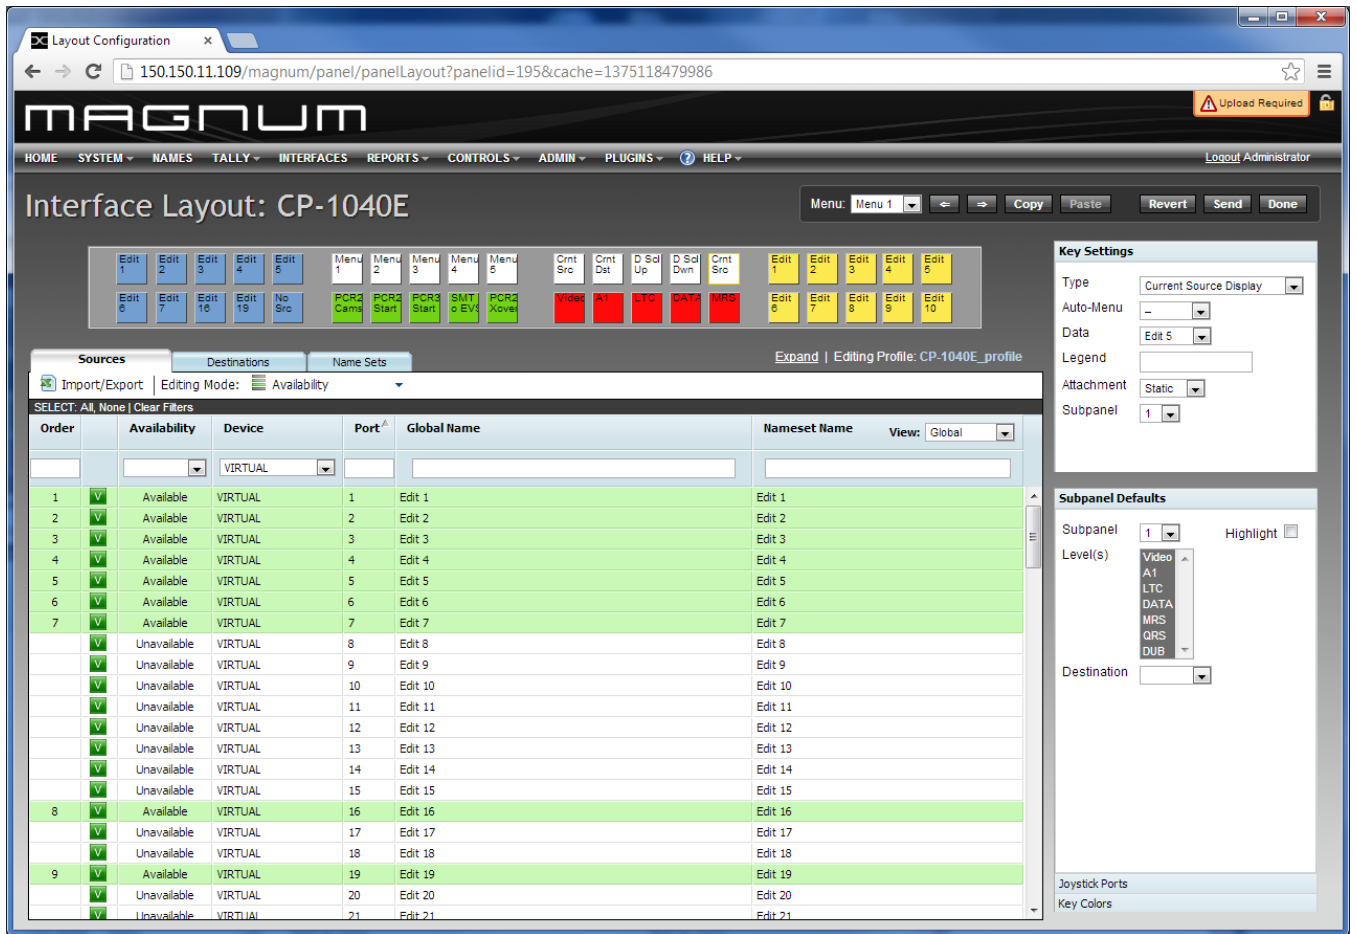 Layout Configuration ×
150.150.11.109/magnum/panel/panelLayout?panelid=195&cache=1375118479986
MAGNUM
Upload Required
HOME SYSTEM NAMES TALLY INTERFACES REPORTS CONTROLS ADMIN PLUGINS ? HELP Logout Administrator
Interface Layout: CP-1040E
Menu: Menu 1 Copy Paste Revert Send Done
Edit 1 Edit 2 Edit 3 Edit 4 Edit 5 Menu 1 Menu 2 Menu 3 Menu 4 Menu 5 Crnt Src Crnt Dst D Scl Up D Scl Dwn Crnt Src Edit 1 Edit 2 Edit 3 Edit 4 Edit 5
Edit 6 Edit 7 Edit 16 Edit 19 No Src PCR2 Cams PCR2 Start PCR3 Start SMT o EVS PCR2 Xover Video A1 LTC DATA MRS Edit 6 Edit 7 Edit 8 Edit 9 Edit 10
Key Settings
Type Current Source Display
Auto-Menu –
Data Edit 5
Legend
Attachment Static
Subpanel 1
Sources Destinations Name Sets Expand | Editing Profile: CP-1040E_profile
Import/Export Editing Mode: Availability
SELECT: All, None | Clear Filters
Order Availability Device Port Global Name Nameset Name View: Global
VIRTUAL
1 V Available VIRTUAL 1 Edit 1 Edit 1
2 V Available VIRTUAL 2 Edit 2 Edit 2
3 V Available VIRTUAL 3 Edit 3 Edit 3
4 V Available VIRTUAL 4 Edit 4 Edit 4
5 V Available VIRTUAL 5 Edit 5 Edit 5
6 V Available VIRTUAL 6 Edit 6 Edit 6
7 V Available VIRTUAL 7 Edit 7 Edit 7
V Unavailable VIRTUAL 8 Edit 8 Edit 8
V Unavailable VIRTUAL 9 Edit 9 Edit 9
V Unavailable VIRTUAL 10 Edit 10 Edit 10
V Unavailable VIRTUAL 11 Edit 11 Edit 11
V Unavailable VIRTUAL 12 Edit 12 Edit 12
V Unavailable VIRTUAL 13 Edit 13 Edit 13
V Unavailable VIRTUAL 14 Edit 14 Edit 14
V Unavailable VIRTUAL 15 Edit 15 Edit 15
8 V Available VIRTUAL 16 Edit 16 Edit 16
V Unavailable VIRTUAL 17 Edit 17 Edit 17
V Unavailable VIRTUAL 18 Edit 18 Edit 18
9 V Available VIRTUAL 19 Edit 19 Edit 19
V Unavailable VIRTUAL 20 Edit 20 Edit 20
V Unavailable VIRTUAL 21 Edit 21 Edit 21
Subpanel Defaults
Subpanel 1 Highlight
Level(s) Video
A1
LTC
DATA
MRS
QRS
DUB
Destination
Joystick Ports
Key Colors